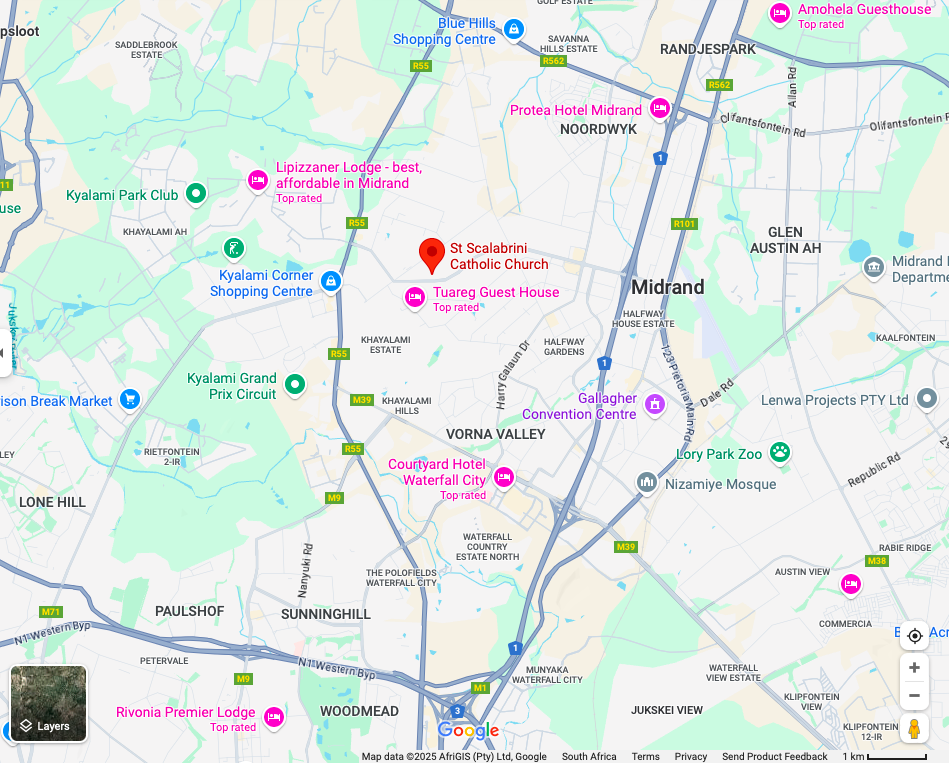 GOLF ESTATE
Amohela Guesthouse
Top rated
Blue Hills
Shopping Centre
psloot
SADDLEBROOK
ESTATE
SAVANNA
HILLS ESTATE
RANDJESPARK
R562
R55
R562
Allan Rd
Protea Hotel Midrand
NOORDWYK
Olifantsfontein Rd
Olifantsfontein Rd
1
Lipizzaner Lodge - best,
affordable in Midrand
Top rated
Kyalami Park Club
11
use
KHAYALAMI AH
R55
R101
GLEN
AUSTIN AH
St Scalabrini
Catholic Church
Midrand
Departme
Kyalami Corner
Shopping Centre
Tuareg Guest House
Top rated
Midrand
HALFWAY
HOUSE ESTATE
KHAYALAMI
ESTATE
HALFWAY
GARDENS
KAALFONTEIN
R55
1
Harry Galaun Dr
Kyalami Grand
Prix Circuit
Dale Rd
M39
KHAYALAMI
HILLS
Gallagher
Convention Centre
Lenwa Projects PTY Ltd
ison Break Market
VORNA VALLEY
R55
RIETFONTEIN
2-IR
LEY
Lory Park Zoo
Republic Rd
Courtyard Hotel
Waterfall City
Top rated
Nizamiye Mosque
LONE HILL
M9
WATERFALL
COUNTRY
ESTATE NORTH
M39
RABIE RIDGE
M38
Nanyuki Rd
THE POLOFIELDS
WATERFALL CITY
AUSTIN VIEW
M71
PAULSHOF
SUNNINGHILL
COMMERCIA
N1 Western Byp
1
PETERVALE
N1 Western Byp
MUNYAKA
WATERFALL CITY
WATERFALL
VIEW ESTATE
M9
M1
KLIPFONTEIN
VIEW
Layers
Rivonia Premier Lodge
Top rated
WOODMEAD
3
JUKSKEI VIEW
Google
KLIPFONTEIN
12-IR
Map data ©2025 AfriGIS (Pty) Ltd, Google South Africa Terms Privacy Send Product Feedback 1 km